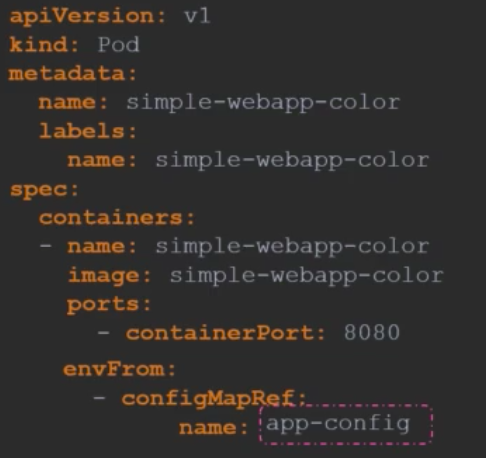 apiVersion: v1
kind: Pod
metadata:
  name: simple-webapp-color
  labels:
    name: simple-webapp-color
spec:
  containers:
  - name: simple-webapp-color
    image: simple-webapp-color
    ports:
      - containerPort: 8080
    envFrom:
      - configMapRef:
            name: app-config